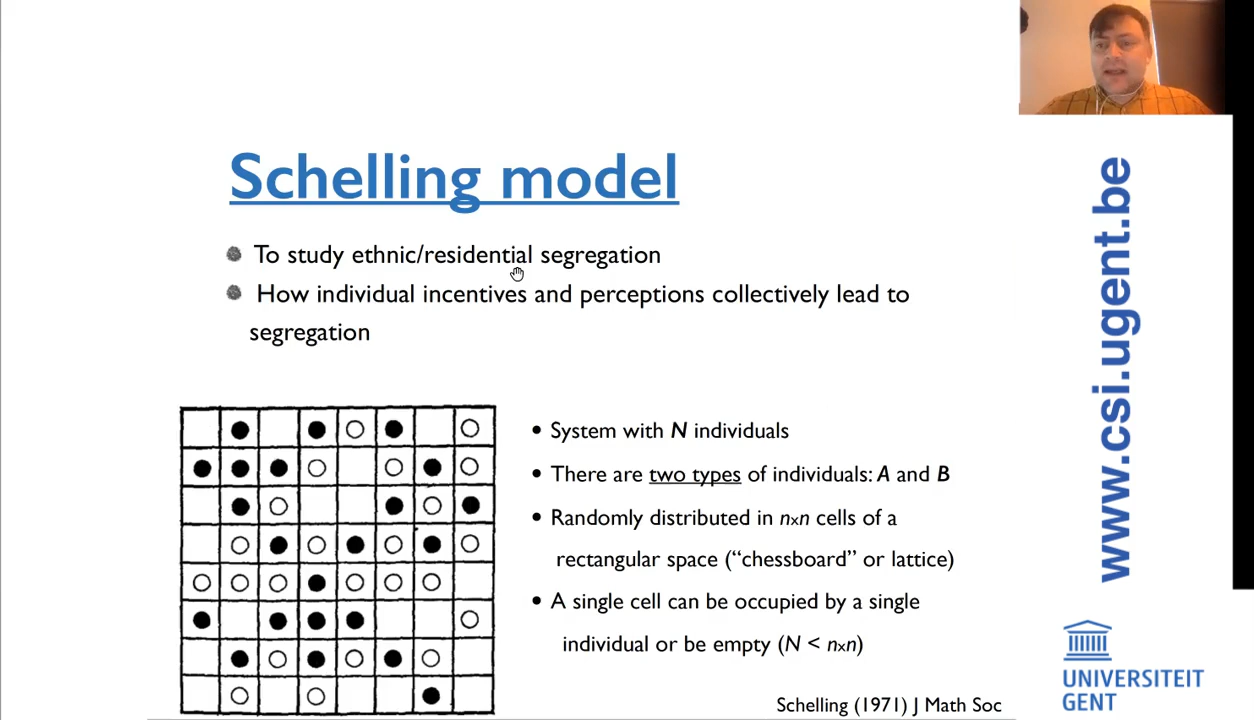 Schelling model
To study ethnic/residential segregation
How individual incentives and perceptions collectively lead to
segregation
• System with N individuals
• There are two types of individuals: A and B
• Randomly distributed in nxn cells of a
rectangular space (“chessboard” or lattice)
• A single cell can be occupied by a single
individual or be empty (N < nxn)
Schelling (1971) J Math Soc
www.csi.ugent.be
UNIVERSITEIT
GENT